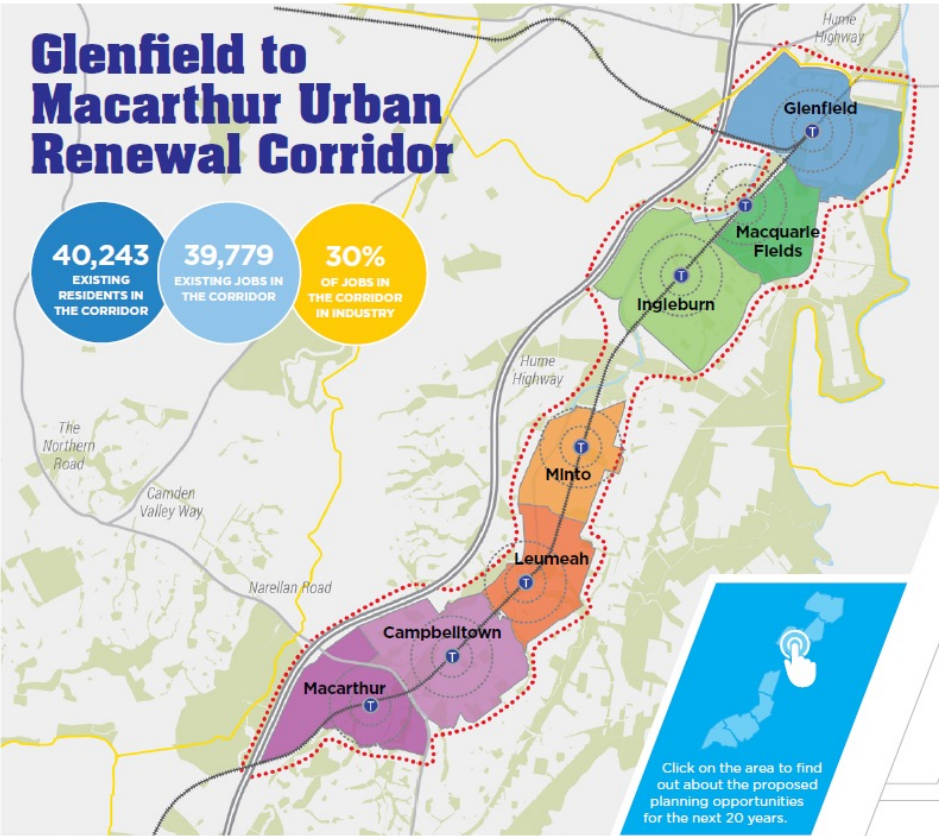 Glenfield to
Macarthur Urban
Renewal Corridor
40,243
EXISTING
RESIDENTS IN
THE CORRIDOR
39,779
EXISTING JOBS IN
THE CORRIDOR
30%
OF JOBS IN
THE CORRIDOR
IN INDUSTRY
Hume
Highway
Glenfield
T
T
Macquarie
Fields
T
Ingleburn
Hume
Highway
The
Northern
Road
Camden
Valley Way
T
Minto
Leumeah
T
Narellan Road
Campbelltown
T
Macarthur
T
Click on the area to find
out about the proposed
planning opportunities
for the next 20 years.